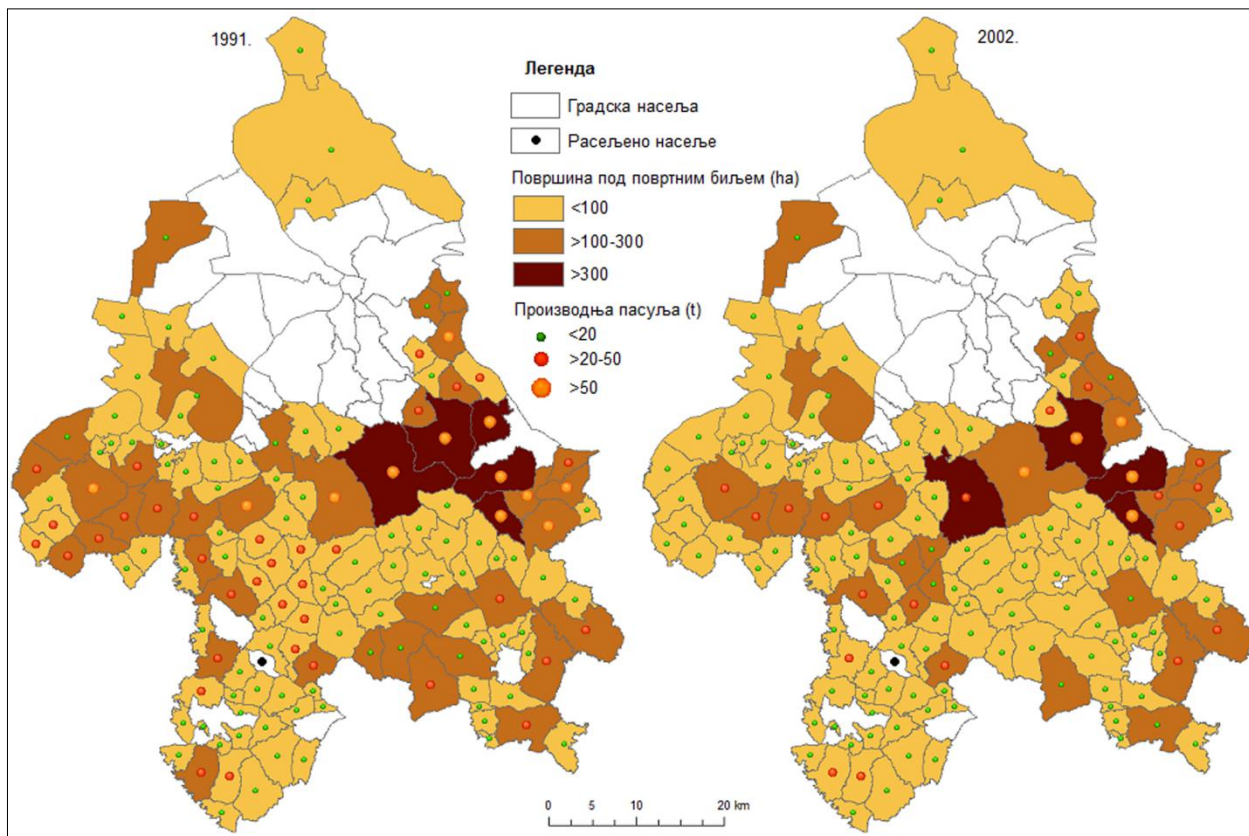 1991.
2002.
Легенда
Градска насеља
Расељено насеље
Површина под повртним биљем (ha)
<100
>100-300
>300
Производња пасуља (t)
<20
>20-50
>50
0 5 10 20 km